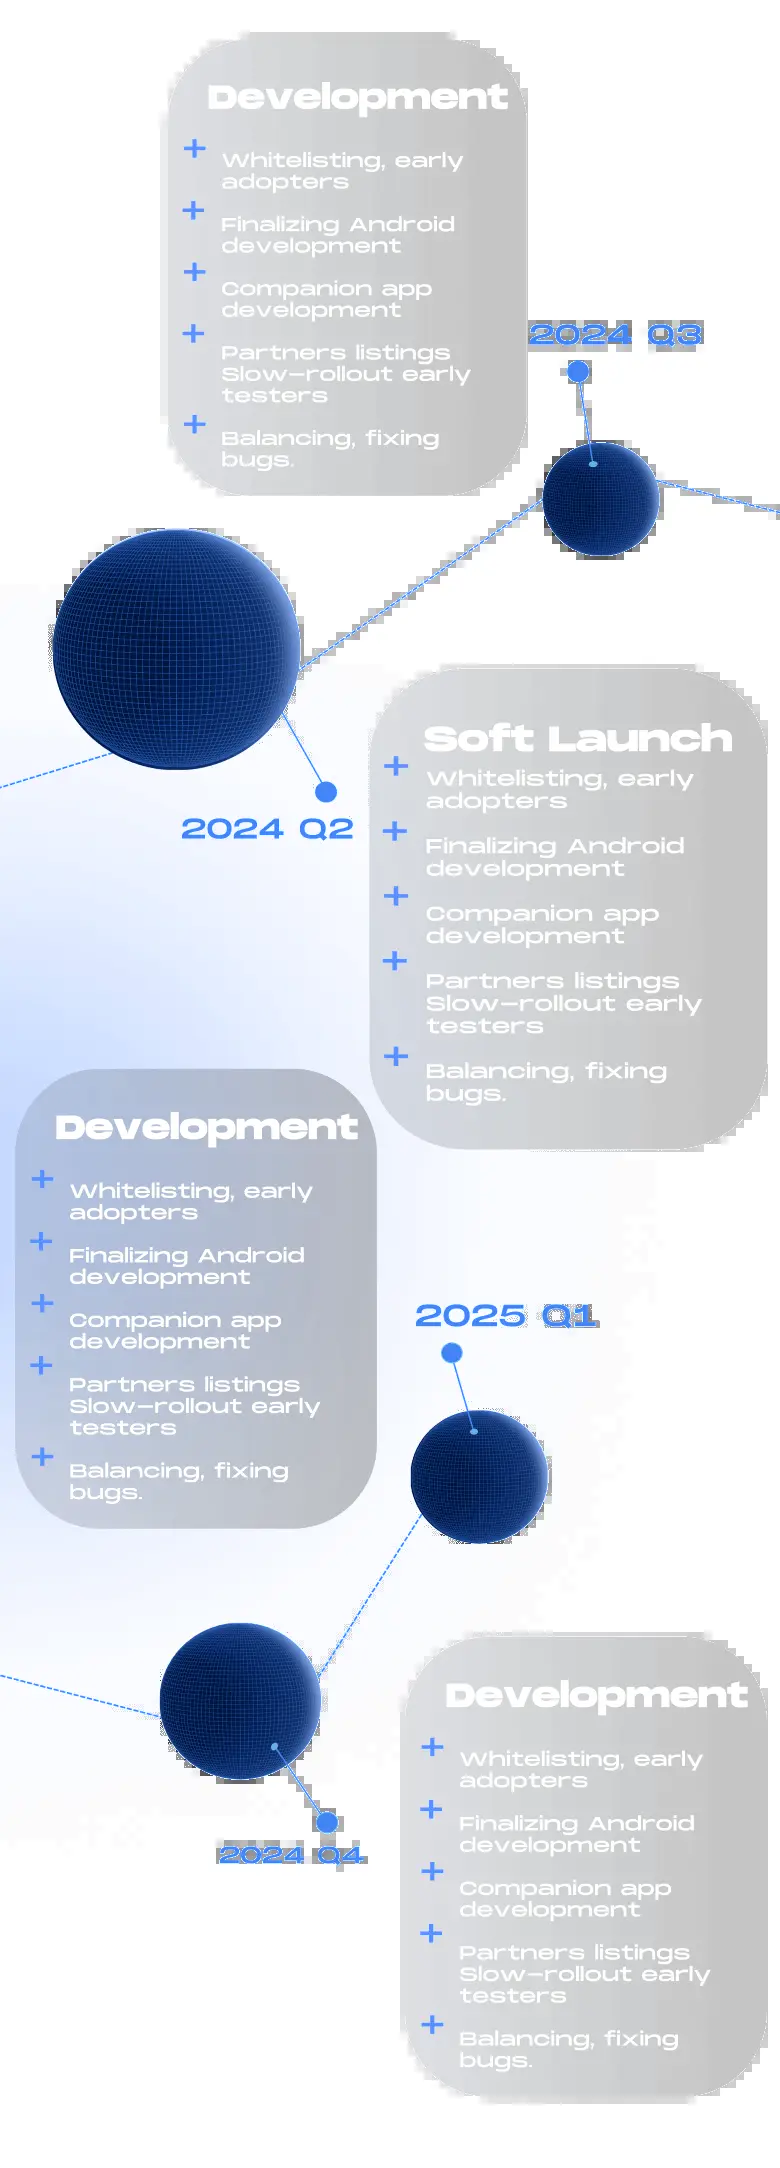 Development
Whitelisting, early
adopters
Finalizing Android
development
Companion app
development
Partners listings
Slow-rollout early
testers
Balancing, fixing
bugs.
2024 Q3
2024 Q2
Soft Launch
Whitelisting, early
adopters
Finalizing Android
development
Companion app
development
Partners listings
Slow-rollout early
testers
Balancing, fixing
bugs.
Development
Whitelisting, early
adopters
Finalizing Android
development
Companion app
development
Partners listings
Slow-rollout early
testers
Balancing, fixing
bugs.
2025 Q1
2024 Q4
Development
Whitelisting, early
adopters
Finalizing Android
development
Companion app
development
Partners listings
Slow-rollout early
testers
Balancing, fixing
bugs.